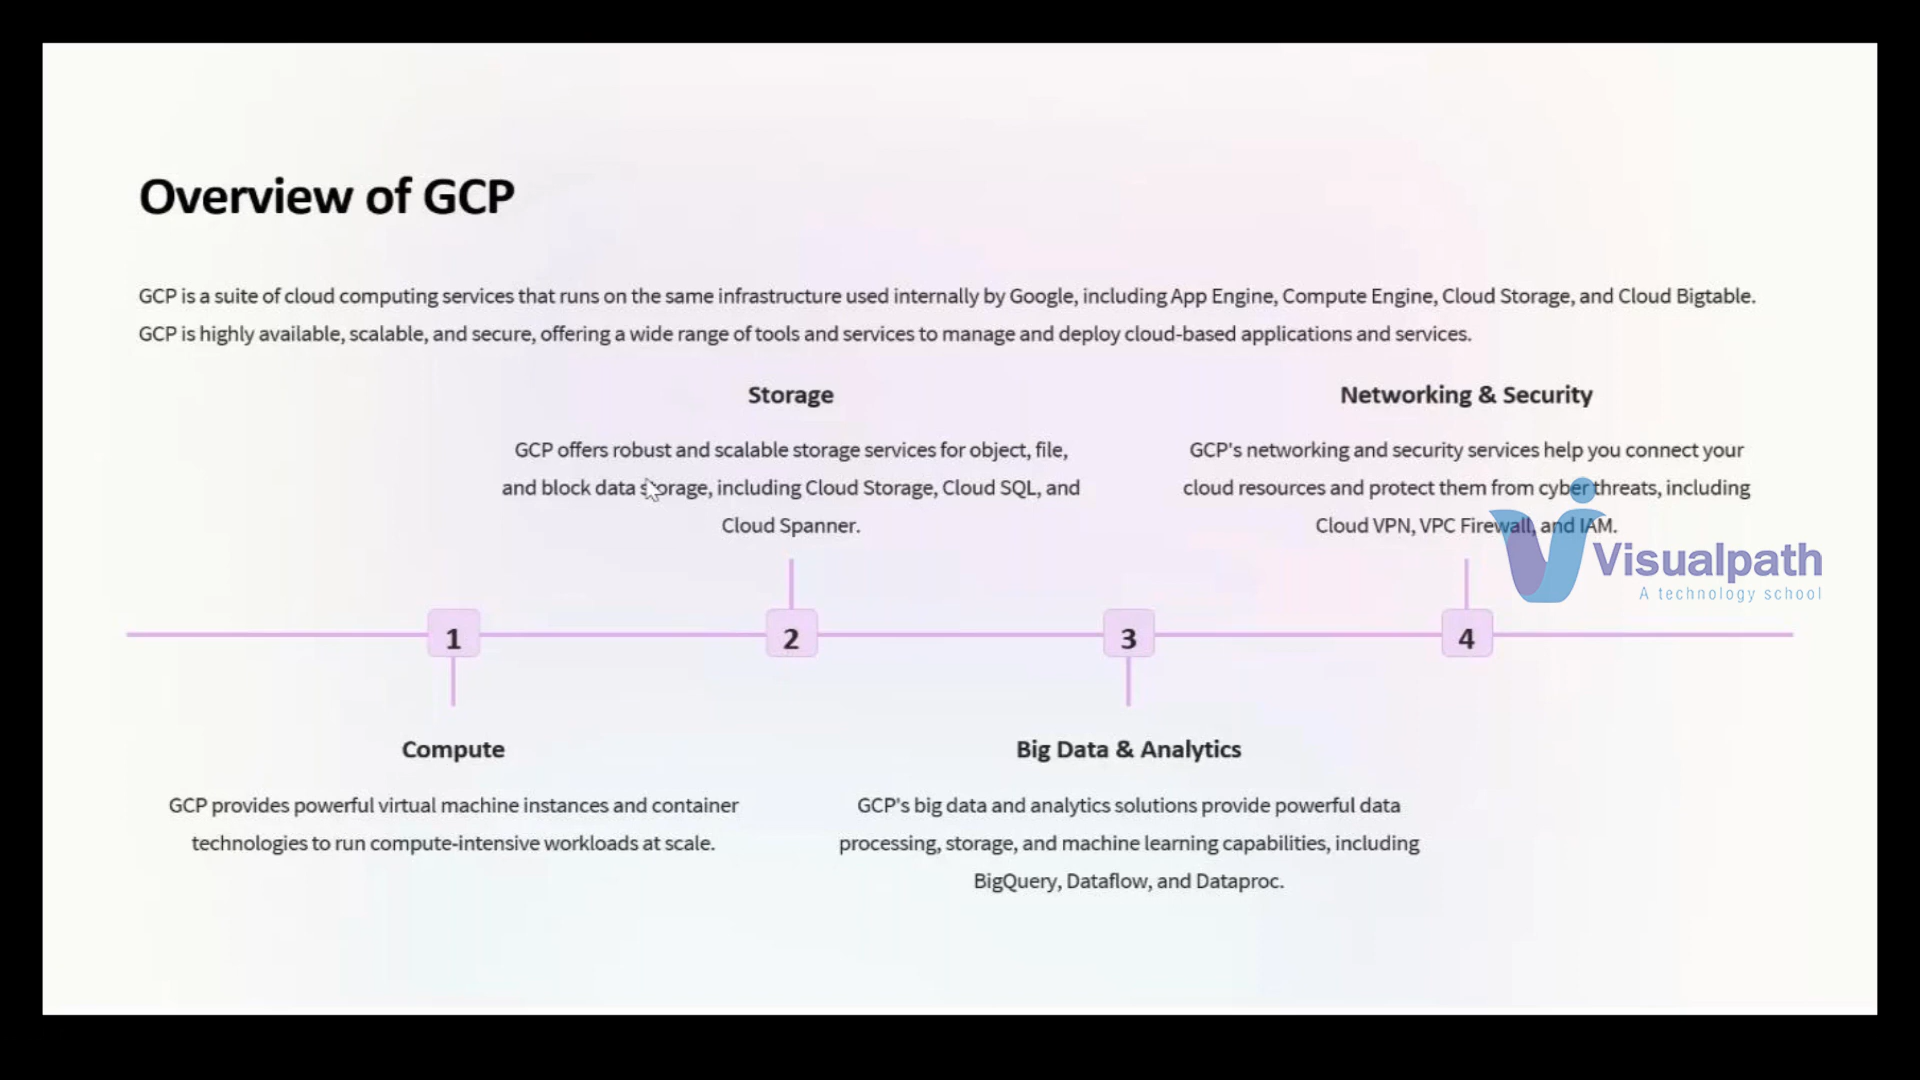 Overview of GCP
GCP is a suite of cloud computing services that runs on the same infrastructure used internally by Google, including App Engine, Compute Engine, Cloud Storage, and Cloud Bigtable.
GCP is highly available, scalable, and secure, offering a wide range of tools and services to manage and deploy cloud-based applications and services.
Storage
GCP offers robust and scalable storage services for object, file,
and block data storage, including Cloud Storage, Cloud SQL, and
Cloud Spanner.
Networking & Security
GCP's networking and security services help you connect your
cloud resources and protect them from cyber threats, including
Cloud VPN, VPC Firewall, and IAM.
Visualpath
A technology school
1
2
3
4
Compute
GCP provides powerful virtual machine instances and container
technologies to run compute-intensive workloads at scale.
Big Data & Analytics
GCP's big data and analytics solutions provide powerful data
processing, storage, and machine learning capabilities, including
BigQuery, Dataflow, and Dataproc.